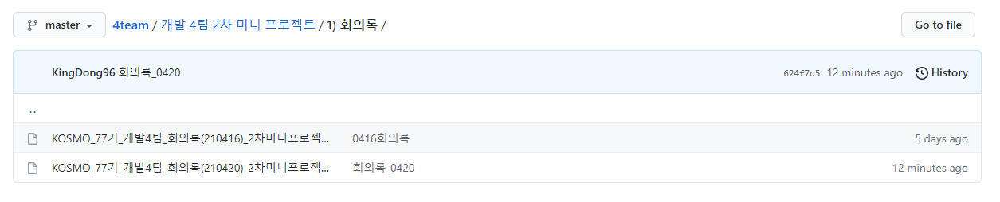 master 4team / 개발 4팀 2차 미니 프로젝트 / 1) 회의록 / Go to file
KingDong96 회의록_0420 624f7d5 12 minutes ago History
..
KOSMO_77기_개발4팀_회의록(210416)_2차미니프로젝... 0416회의록 5 days ago
KOSMO_77기_개발4팀_회의록(210420)_2차미니프로젝... 회의록_0420 12 minutes ago